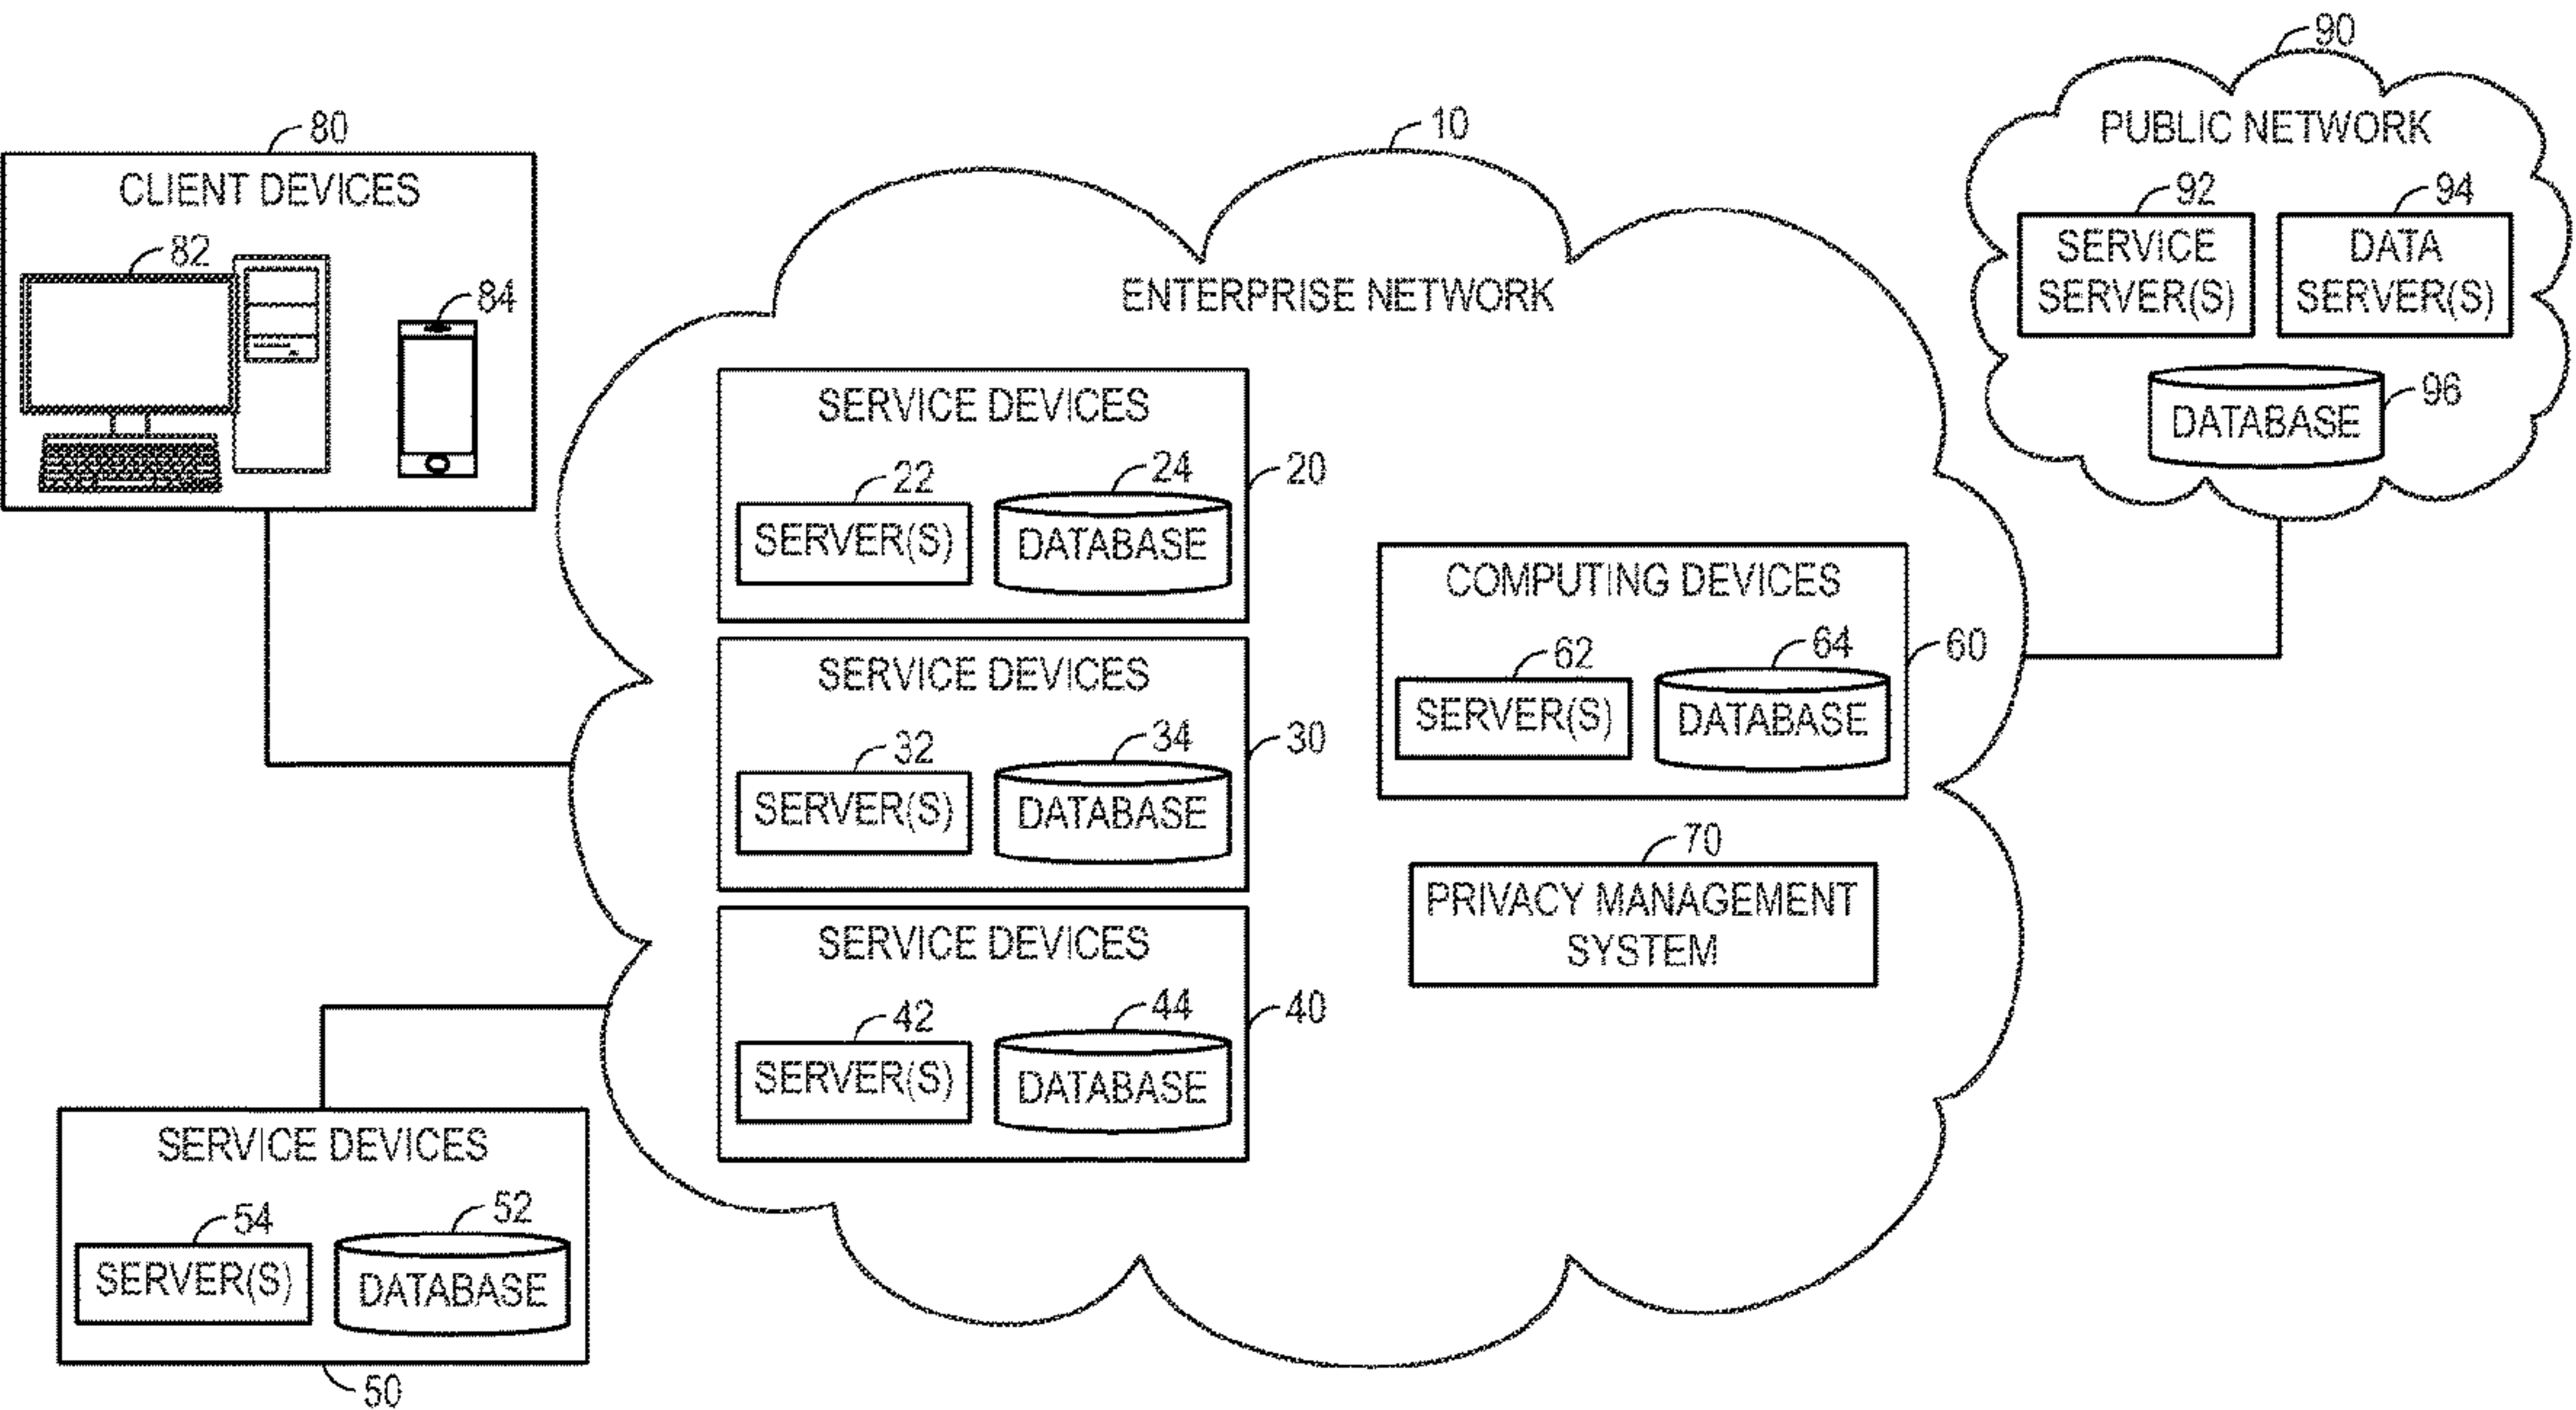 80
CLIENT DEVICES
82
84
10
ENTERPRISE NETWORK
SERVICE DEVICES
20
22
SERVER(S)
24
DATABASE
SERVICE DEVICES
30
32
SERVER(S)
34
DATABASE
SERVICE DEVICES
40
42
SERVER(S)
44
DATABASE
COMPUTING DEVICES
60
62
SERVER(S)
64
DATABASE
70
PRIVACY MANAGEMENT
SYSTEM
90
PUBLIC NETWORK
92
SERVICE
SERVER(S)
94
DATA
SERVER(S)
96
DATABASE
SERVICE DEVICES
54
SERVER(S)
52
DATABASE
50